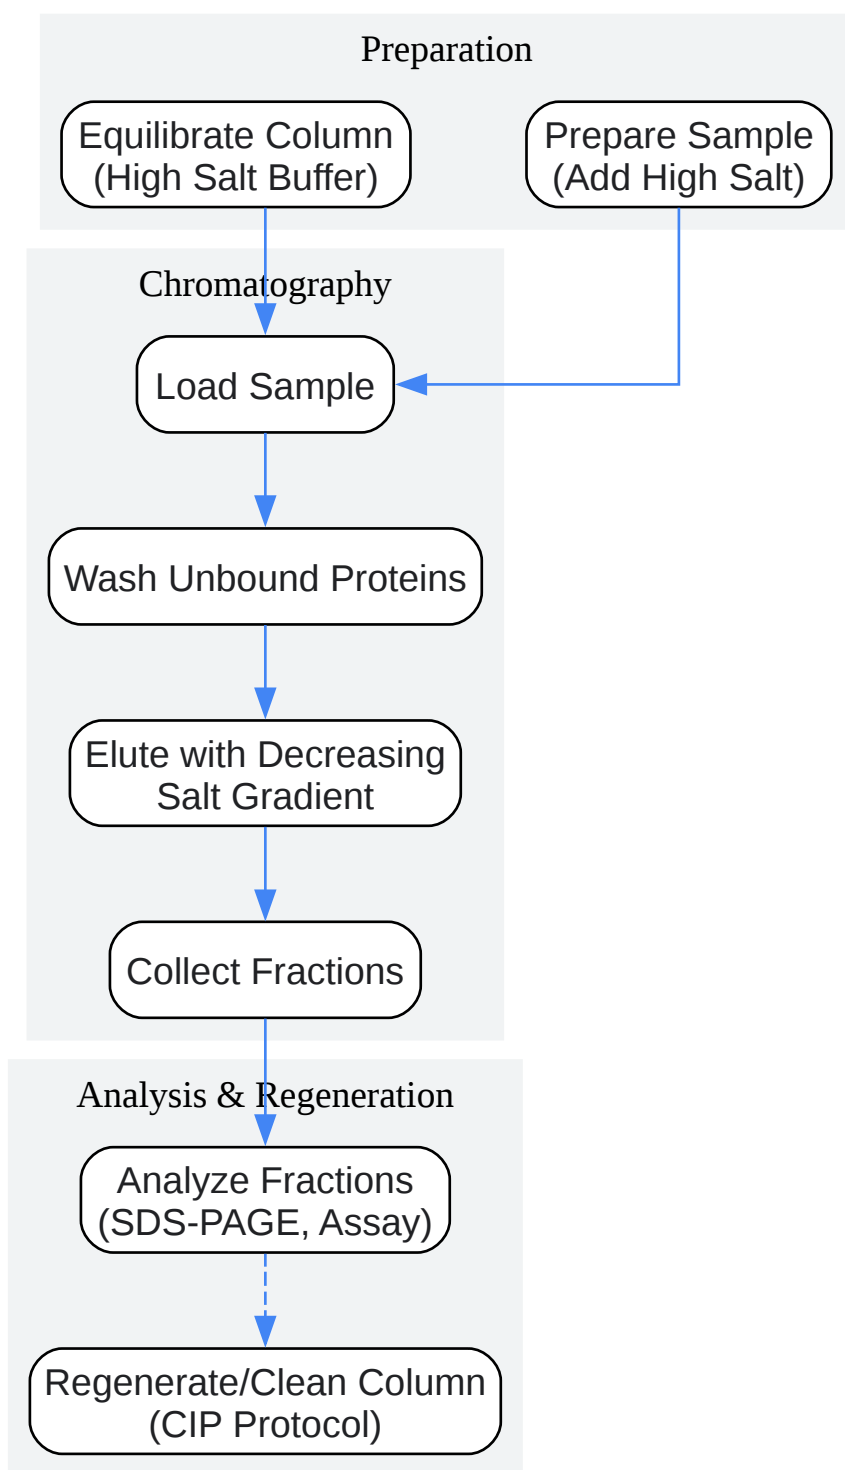 Preparation
Equilibrate Column
(High Salt Buffer)
Prepare Sample
(Add High Salt)
Chromatography
Load Sample
Wash Unbound Proteins
Elute with Decreasing
Salt Gradient
Collect Fractions
Analysis & Regeneration
Analyze Fractions
(SDS-PAGE, Assay)
Regenerate/Clean Column
(CIP Protocol)